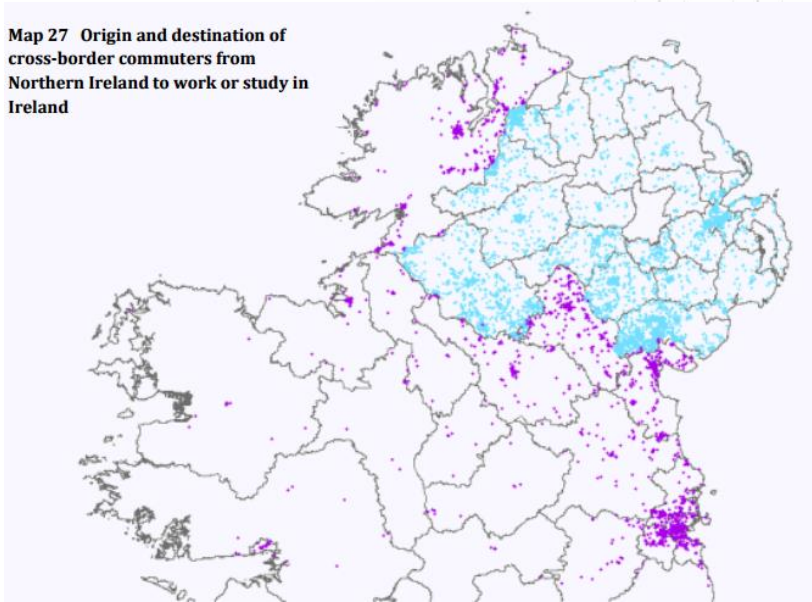 Map 27 Origin and destination of
cross-border commuters from
Northern Ireland to work or study in
Ireland